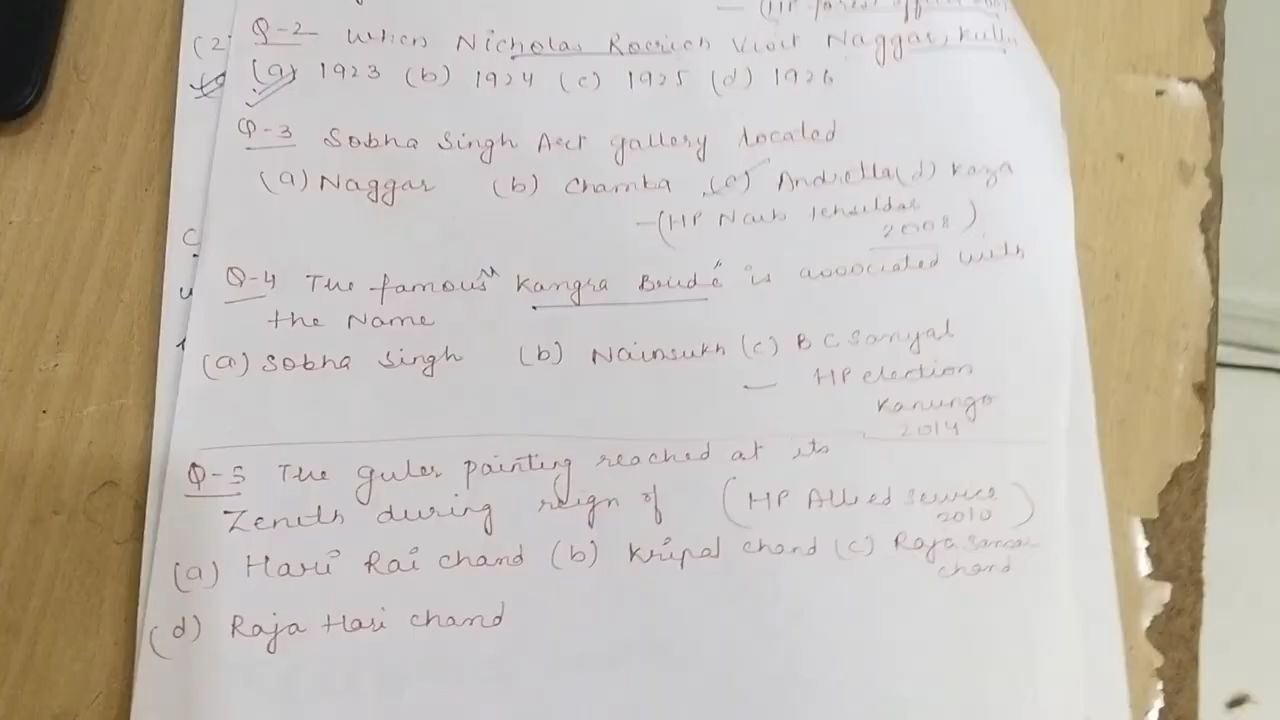 (HP forest officer
(2) Q-2 When Nicholas Roerich Visit Naggar, Kullu
(a) 1923 (b) 1924 (c) 1925 (d) 1926
Q-3 Sobha Singh Aert gallery located
(a) Naggar (b) Chamba (c) Andretta (d) Kaza
-(HP Naib Tehsildar
2008)
Q-4 The famous "Kangra Bride" is associated with
the Name
(a) Sobha Singh (b) Nainsukh (c) B C Sanyal
— HP election
Kanungo
2014
Q-5 The guler painting reached at its
Zenith during reign of (HP Allied Service
2010)
(a) Hari Rai chand (b) Kripal chand (c) Raja Sansar
chand
(d) Raja Hari chand